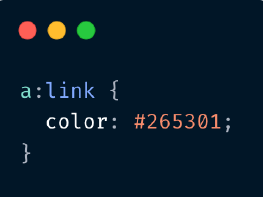 a:link {
  color: #265301;
}